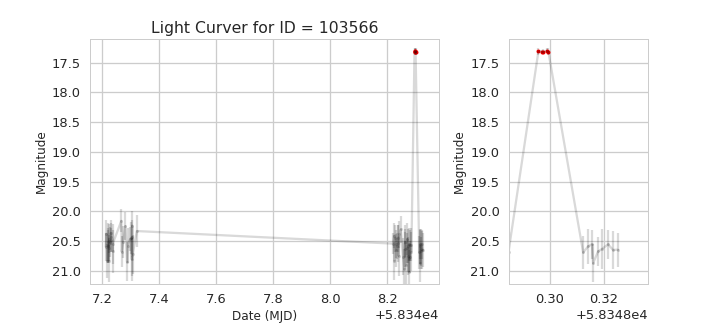 Light Curver for ID = 103566
Magnitude
17.5
18.0
18.5
19.0
19.5
20.0
20.5
21.0
7.2 7.4 7.6 7.8 8.0 8.2
Date (MJD)
+5.834e4
Magnitude
17.5
18.0
18.5
19.0
19.5
20.0
20.5
21.0
0.30 0.32
+5.8348e4